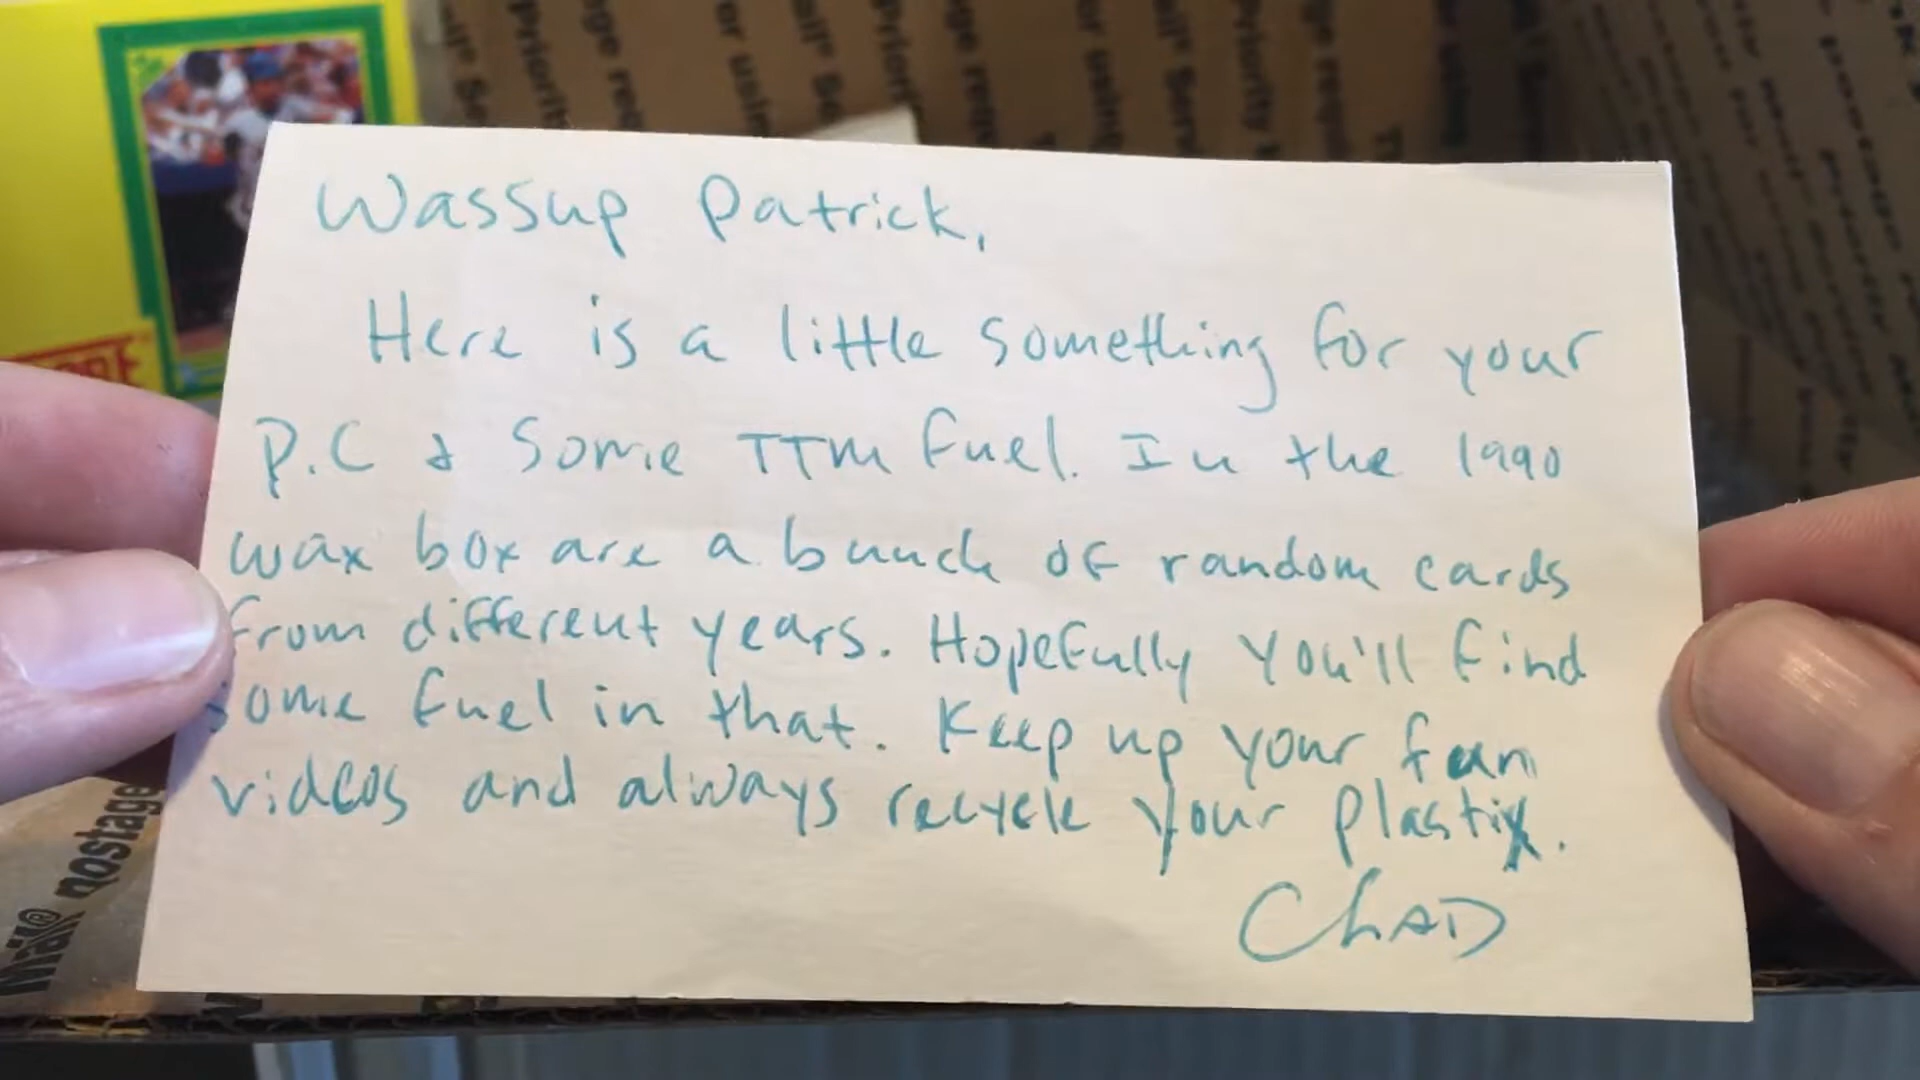 Wassup Patrick,
Here is a little something for your
P.C & Some TTM fuel. In the 1990
wax box are a bunch of random cards
from different years. Hopefully You'll find
some fuel in that. Keep up your fun
videos and always recycle your plastix.
ChAD
Mail® postage